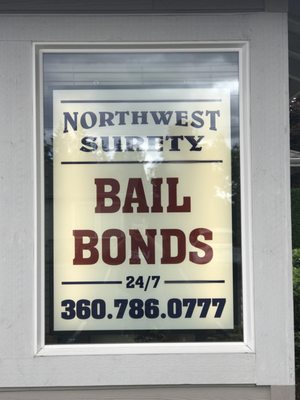 NORTHWEST
SURETY
BAIL
BONDS
24/7
360.786.0777